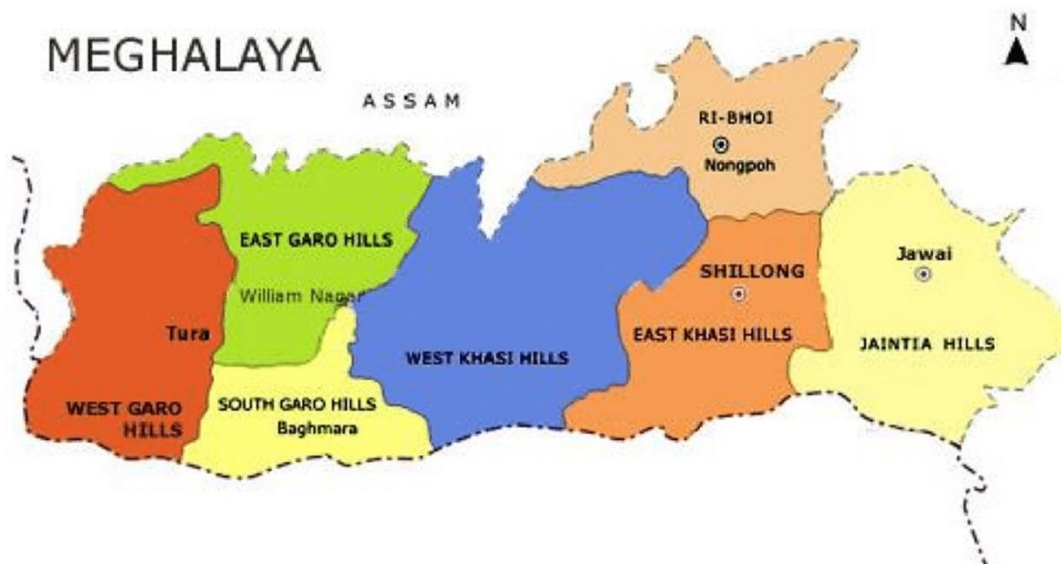 N
MEGHALAYA
A S S A M
RI-BHOI
Nongpoh
EAST GARO HILLS
Jawai
SHILLONG
William Nagar
Tura
EAST KHASI HILLS
JAINTIA HILLS
WEST KHASI HILLS
SOUTH GARO HILLS
WEST GARO
HILLS
Baghmara